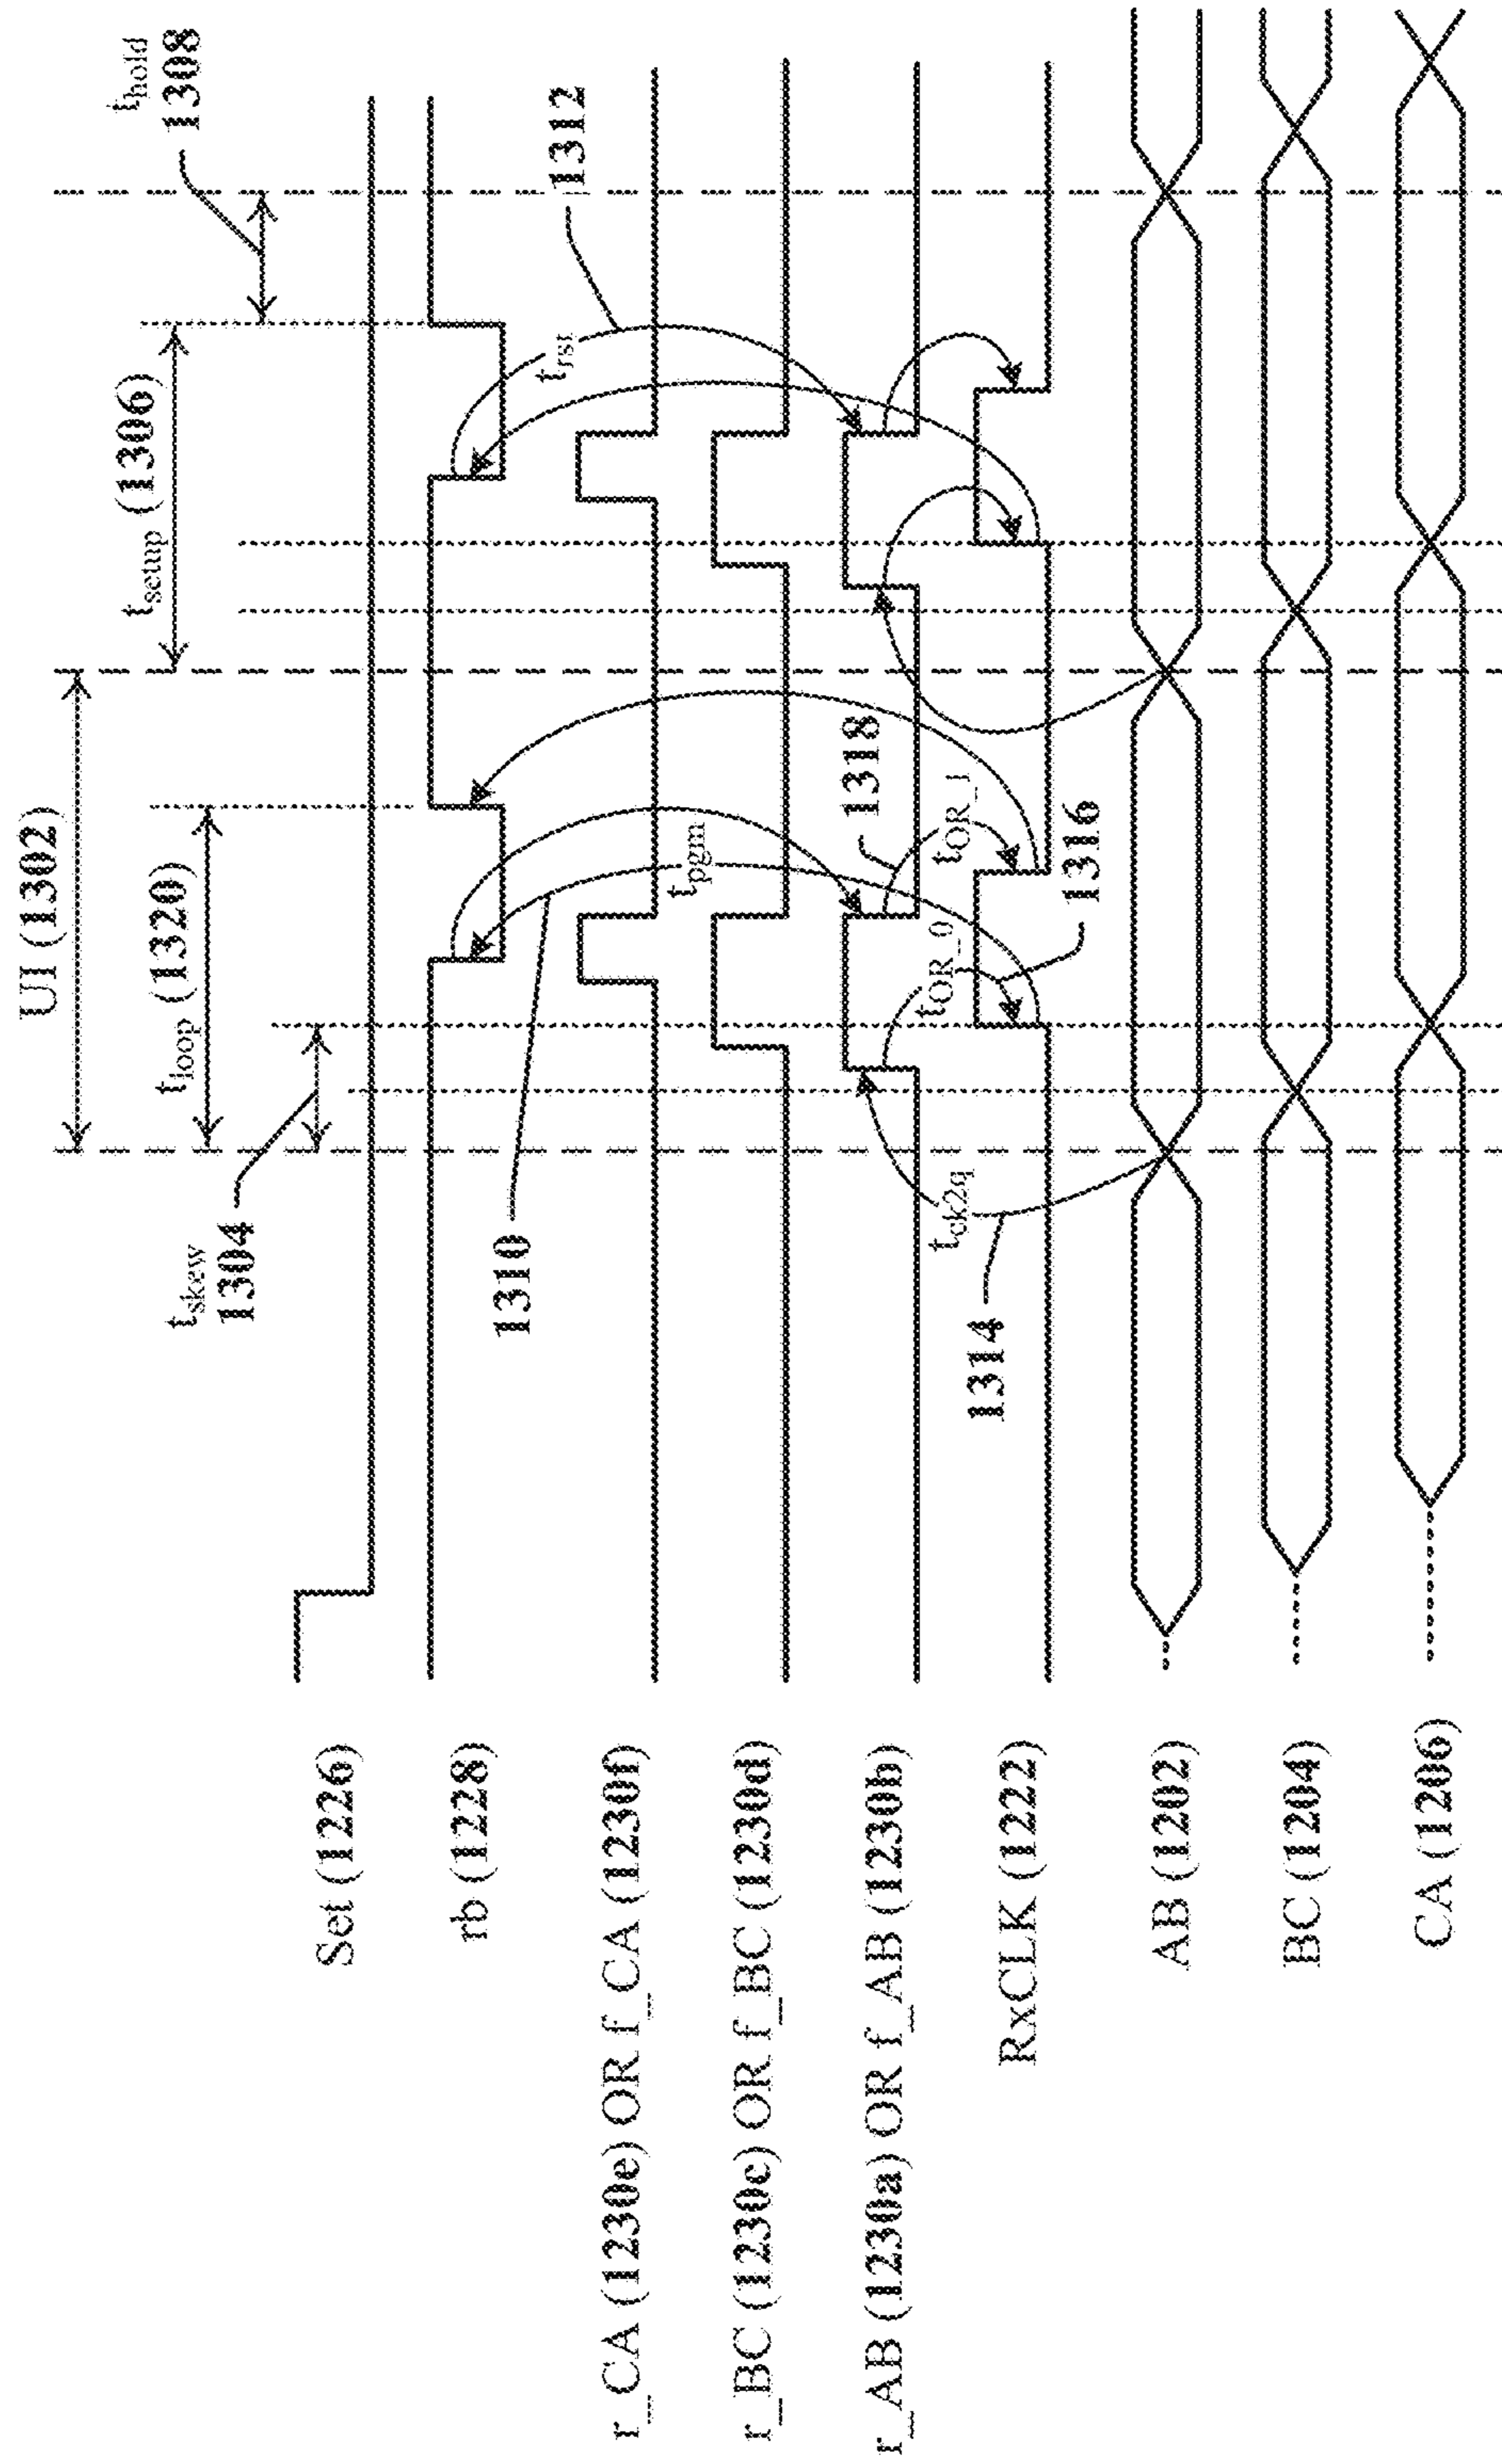 UI (1302)
t_loop (1320)
t_setup (1306)
t_skew
1304
t_hold
1308
Set (1226)
rb (1228)
1310
t_rst
1312
r_CA (1230e) OR f_CA (1230f)
t_pgm
r_BC (1230c) OR f_BC (1230d)
1318
r_AB (1230a) OR f_AB (1230b)
t_ck2q
t_OR_0
t_OR_1
1314
1316
RxCLK (1222)
AB (1202)
BC (1204)
CA (1206)